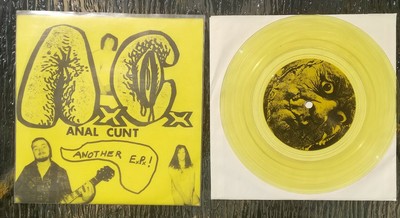 A.C.
ANAL CUNT
ANOTHER
E.P.!